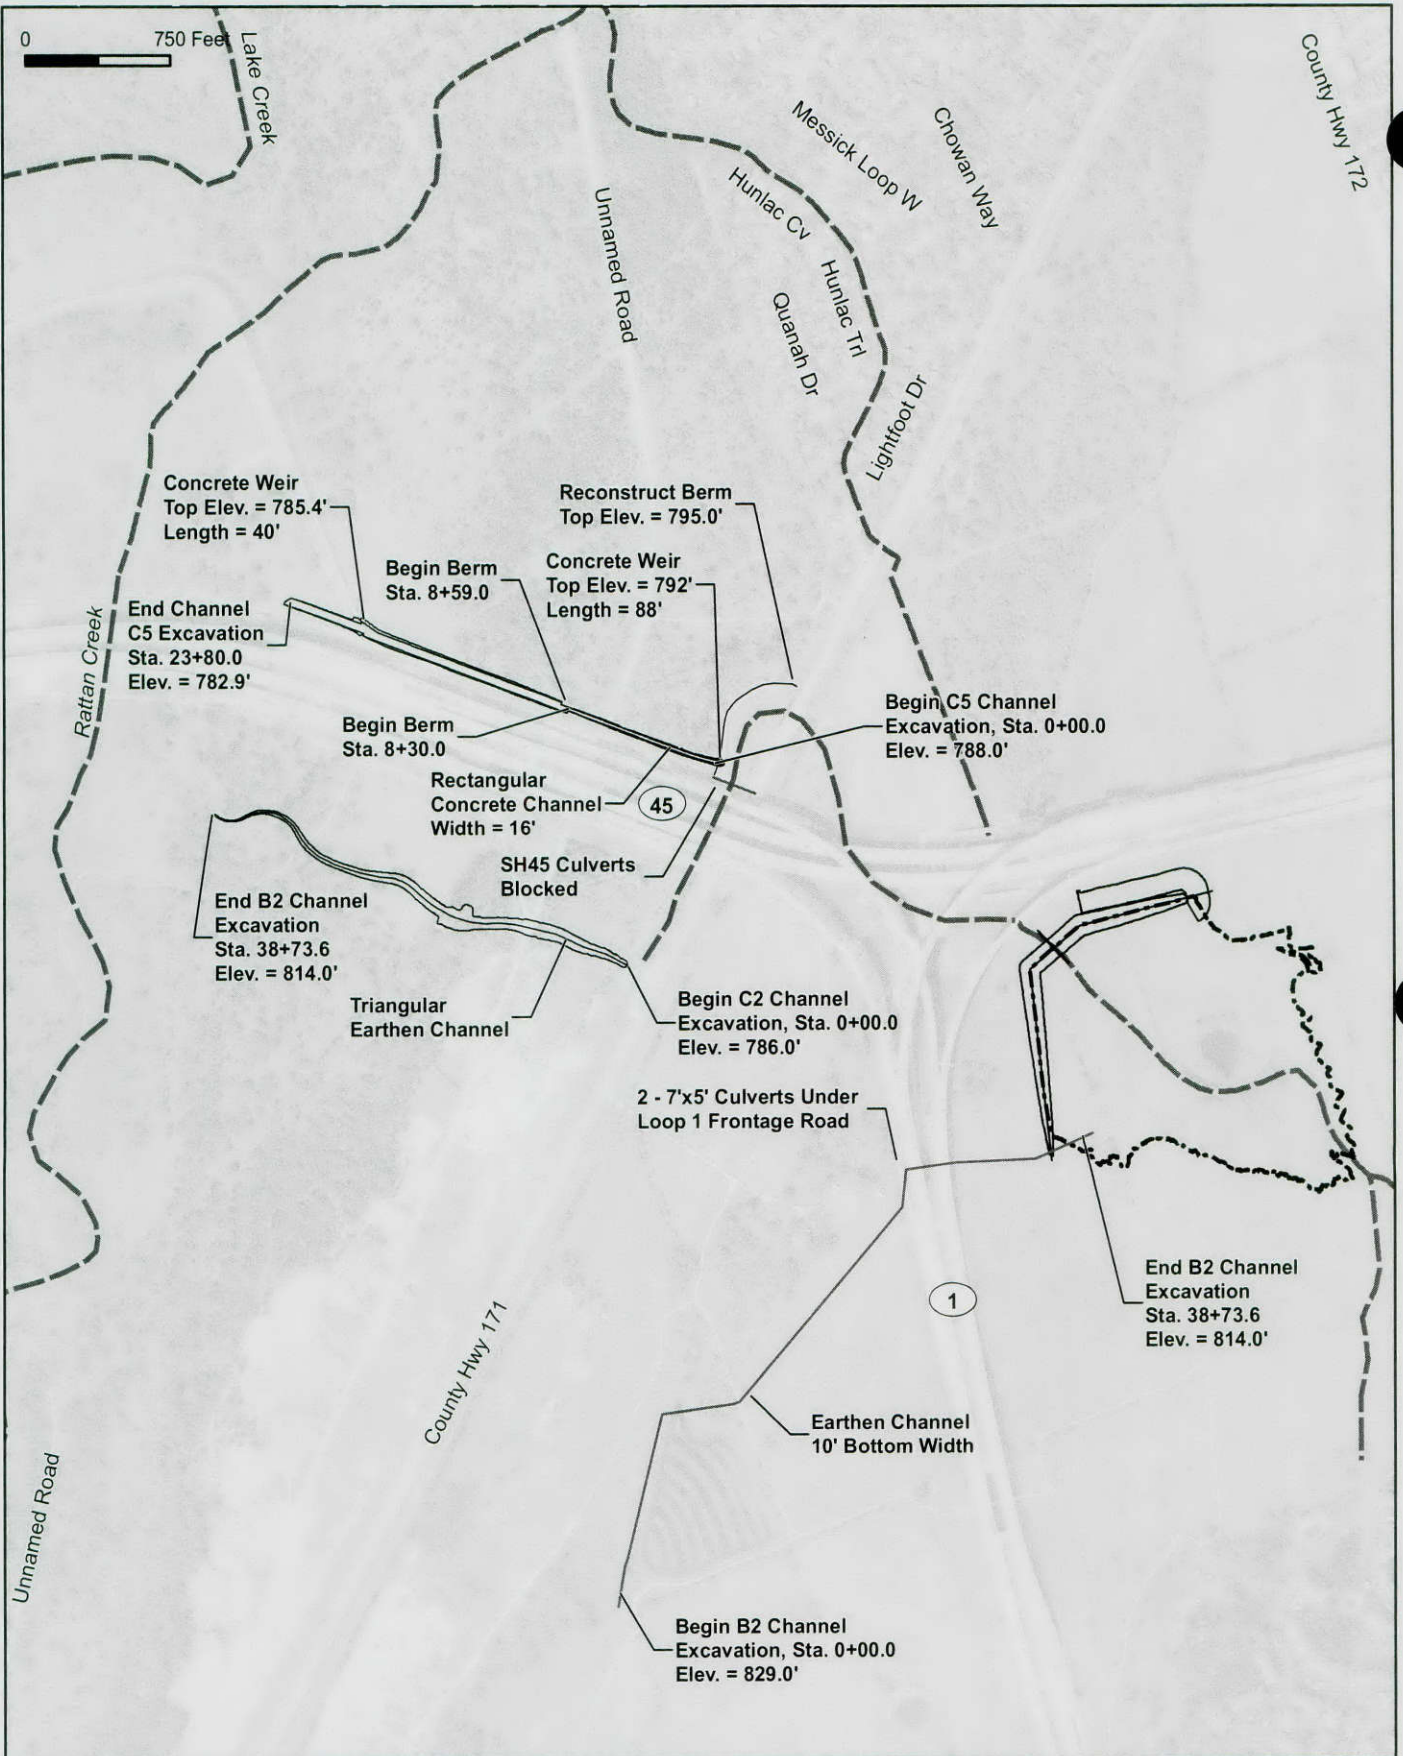 0
750 Feet
Lake Creek
County Hwy 172
Messick Loop W
Chowan Way
Hunlac Cv
Unnamed Road
Hunlac Trl
Quanah Dr
Lightfoot Dr
Concrete Weir
Top Elev. = 785.4'
Length = 40'
Reconstruct Berm
Top Elev. = 795.0'
Begin Berm
Sta. 8+59.0
Concrete Weir
Top Elev. = 792'
Length = 88'
Rattan Creek
End Channel
C5 Excavation
Sta. 23+80.0
Elev. = 782.9'
Begin C5 Channel
Excavation, Sta. 0+00.0
Elev. = 788.0'
Begin Berm
Sta. 8+30.0
Rectangular
Concrete Channel
Width = 16'
45
SH45 Culverts
Blocked
End B2 Channel
Excavation
Sta. 38+73.6
Elev. = 814.0'
Triangular
Earthen Channel
Begin C2 Channel
Excavation, Sta. 0+00.0
Elev. = 786.0'
2 - 7'x5' Culverts Under
Loop 1 Frontage Road
End B2 Channel
Excavation
Sta. 38+73.6
Elev. = 814.0'
1
County Hwy 171
Earthen Channel
10' Bottom Width
Unnamed Road
Begin B2 Channel
Excavation, Sta. 0+00.0
Elev. = 829.0'